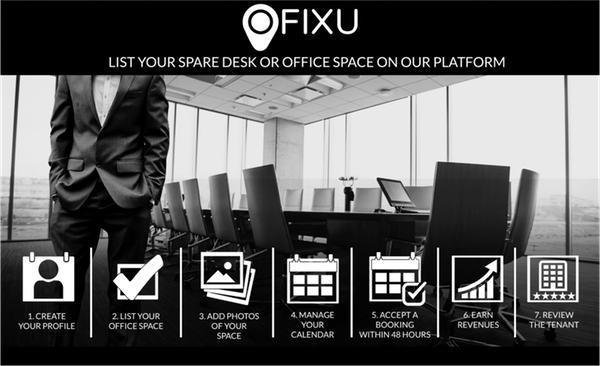 OFIXU
LIST YOUR SPARE DESK OR OFFICE SPACE ON OUR PLATFORM
1. CREATE
YOUR PROFILE
2. LIST YOUR
OFFICE SPACE
3. ADD PHOTOS
OF YOUR
SPACE
4. MANAGE
YOUR
CALENDAR
5. ACCEPT A
BOOKING
WITHIN 48 HOURS
6. EARN
REVENUES
7. REVIEW
THE TENANT